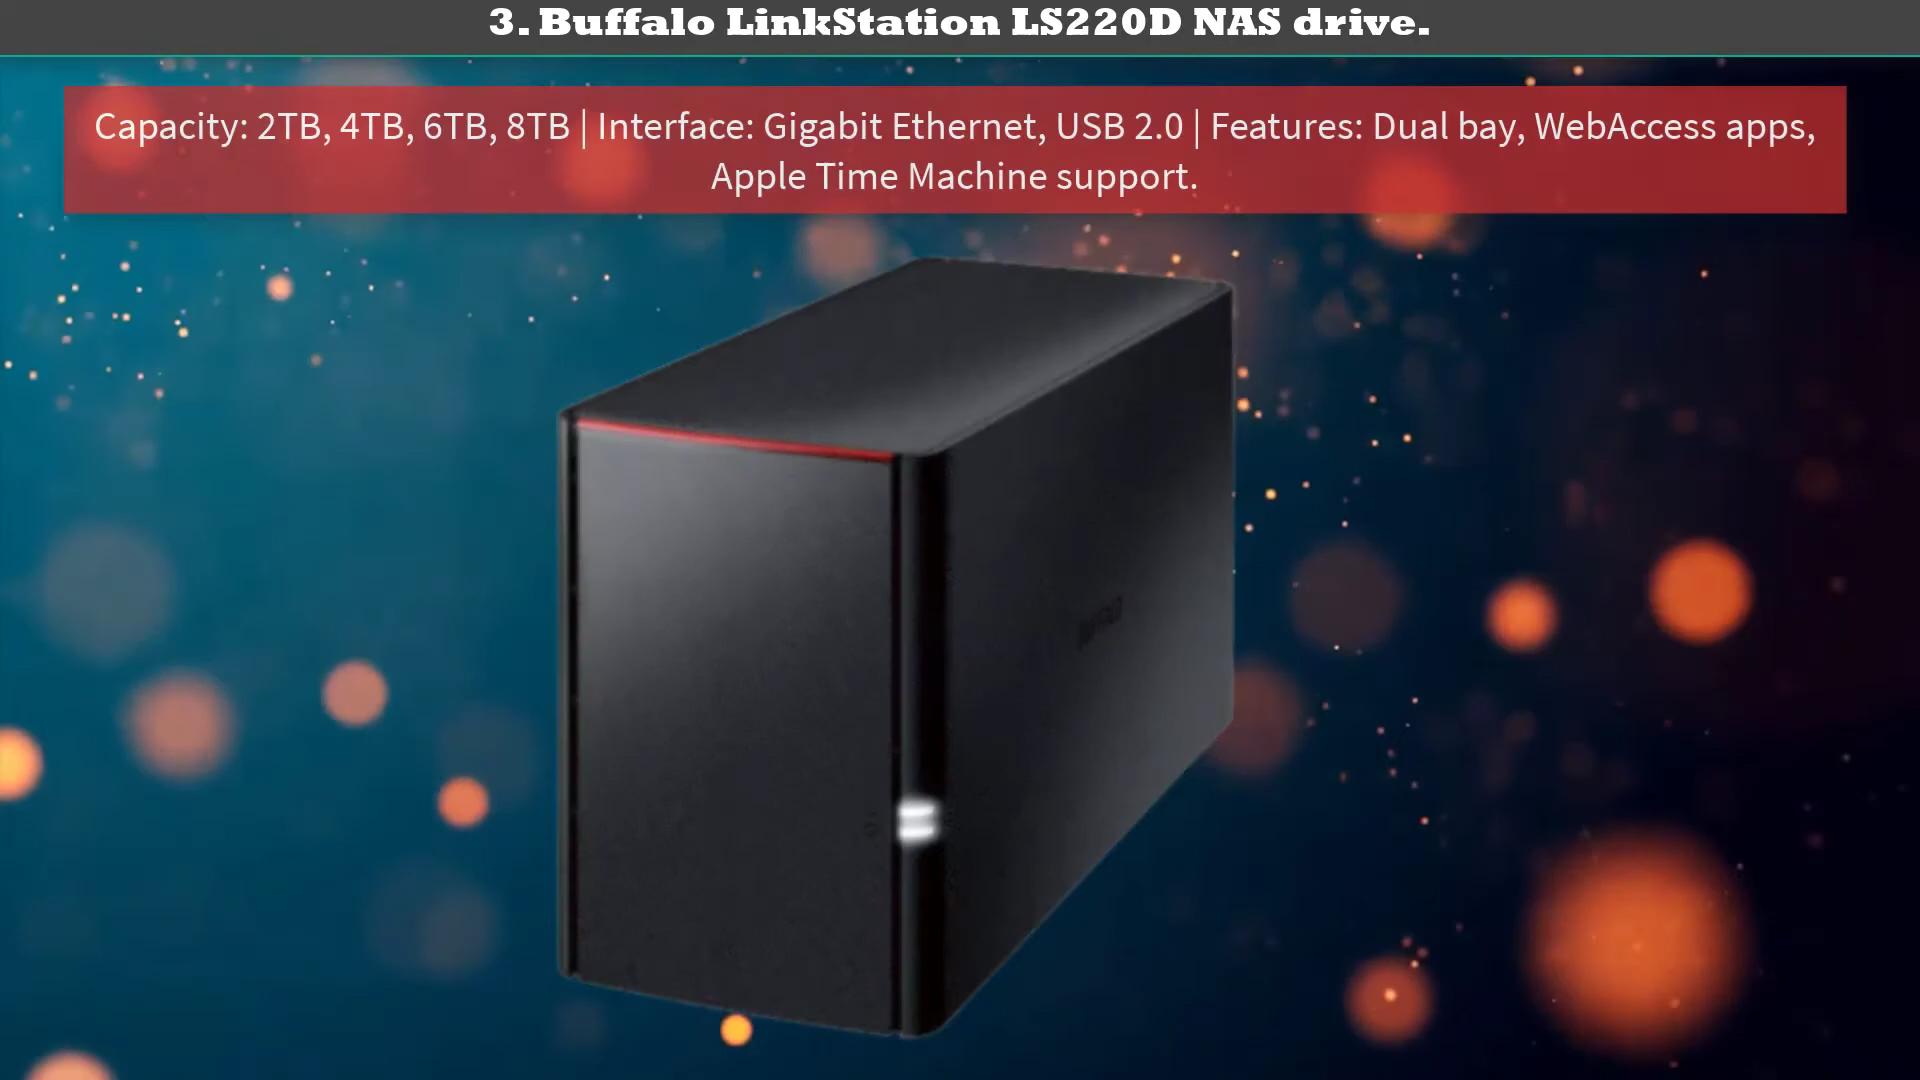 3. Buffalo LinkStation LS220D NAS drive.
Capacity: 2TB, 4TB, 6TB, 8TB | Interface: Gigabit Ethernet, USB 2.0 | Features: Dual bay, WebAccess apps,
Apple Time Machine support.